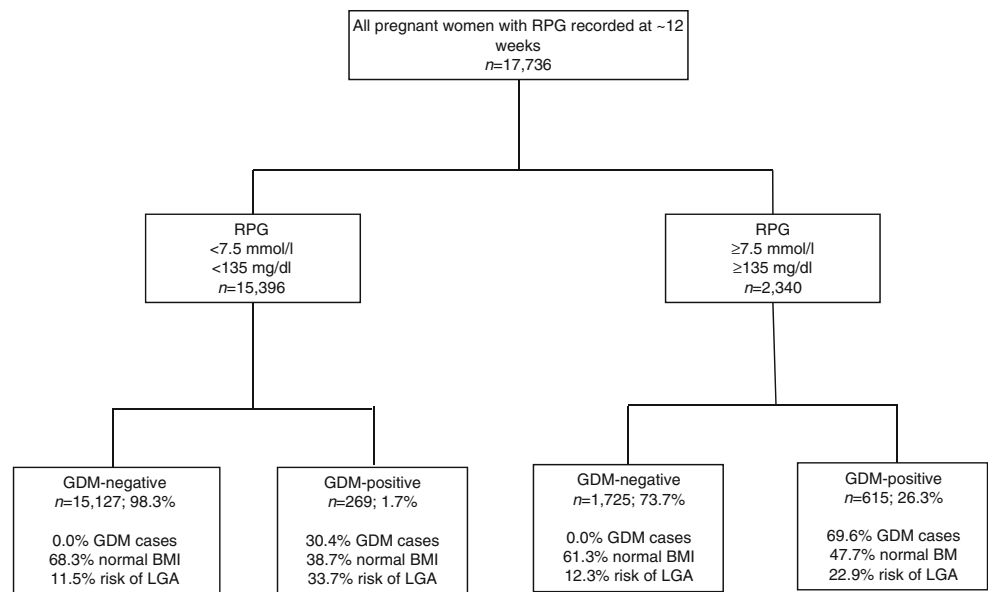 All pregnant women with RPG recorded at ~12
weeks
n=17,736
RPG
<7.5 mmol/l
<135 mg/dl
n=15,396
RPG
≥7.5 mmol/l
≥135 mg/dl
n=2,340
GDM-negative
n=15,127; 98.3%
0.0% GDM cases
68.3% normal BMI
11.5% risk of LGA
GDM-positive
n=269; 1.7%
30.4% GDM cases
38.7% normal BMI
33.7% risk of LGA
GDM-negative
n=1,725; 73.7%
0.0% GDM cases
61.3% normal BMI
12.3% risk of LGA
GDM-positive
n=615; 26.3%
69.6% GDM cases
47.7% normal BM
22.9% risk of LGA